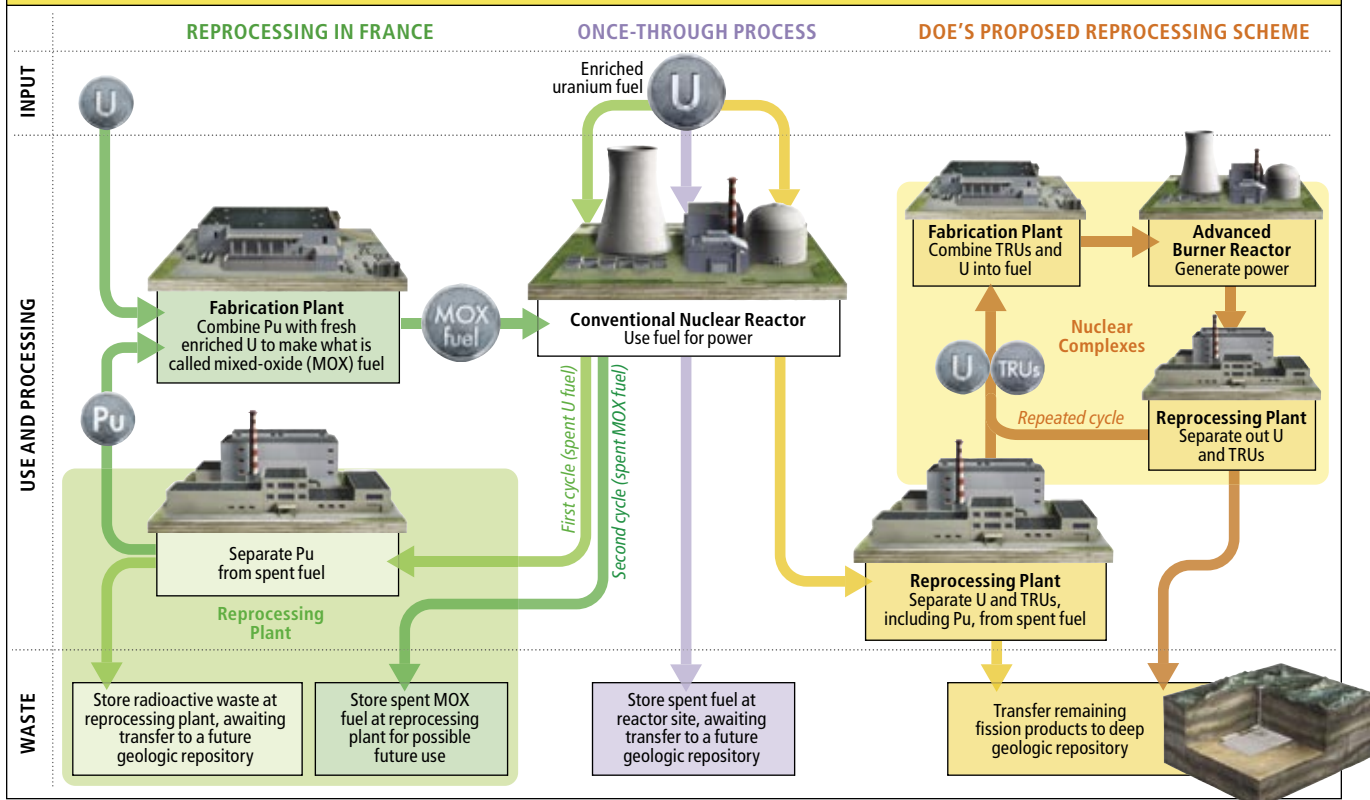 REPROCESSING IN FRANCE
ONCE-THROUGH PROCESS
DOE'S PROPOSED REPROCESSING SCHEME
INPUT
U
Enriched
uranium fuel
U
USE AND PROCESSING
Fabrication Plant
Combine Pu with fresh
enriched U to make what is
called mixed-oxide (MOX) fuel
MOX
fuel
Conventional Nuclear Reactor
Use fuel for power
Fabrication Plant
Combine TRUs and
U into fuel
Advanced
Burner Reactor
Generate power
Nuclear
Complexes
U
TRUs
Repeated cycle
Reprocessing Plant
Separate out U
and TRUs
Pu
First cycle (spent U fuel)
Second cycle (spent MOX fuel)
Separate Pu
from spent fuel
Reprocessing
Plant
Reprocessing Plant
Separate U and TRUs,
including Pu, from spent fuel
WASTE
Store radioactive waste at
reprocessing plant, awaiting
transfer to a future
geologic repository
Store spent MOX
fuel at reprocessing
plant for possible
future use
Store spent fuel at
reactor site, awaiting
transfer to a future
geologic repository
Transfer remaining
fission products to deep
geologic repository